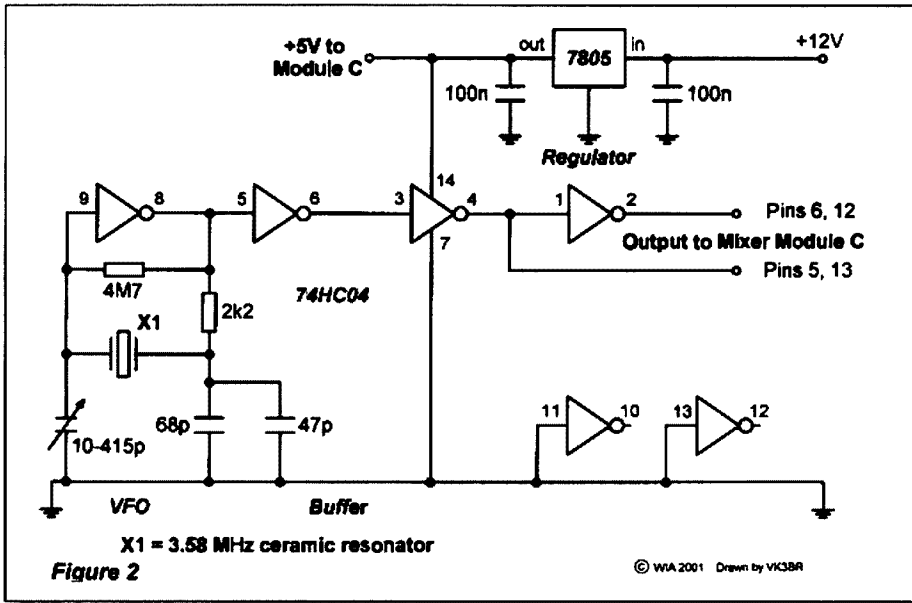 +5V to
Module C
out
7805
in
+12V
100n
100n
Regulator
9
8
5
6
3
14
4
7
1
2
Pins 6, 12
Output to Mixer Module C
Pins 5, 13
4M7
74HC04
2k2
X1
68p
47p
10-415p
11
10
13
12
VFO
Buffer
X1 = 3.58 MHz ceramic resonator
Figure 2
© WIA 2001 Drawn by VK3BR